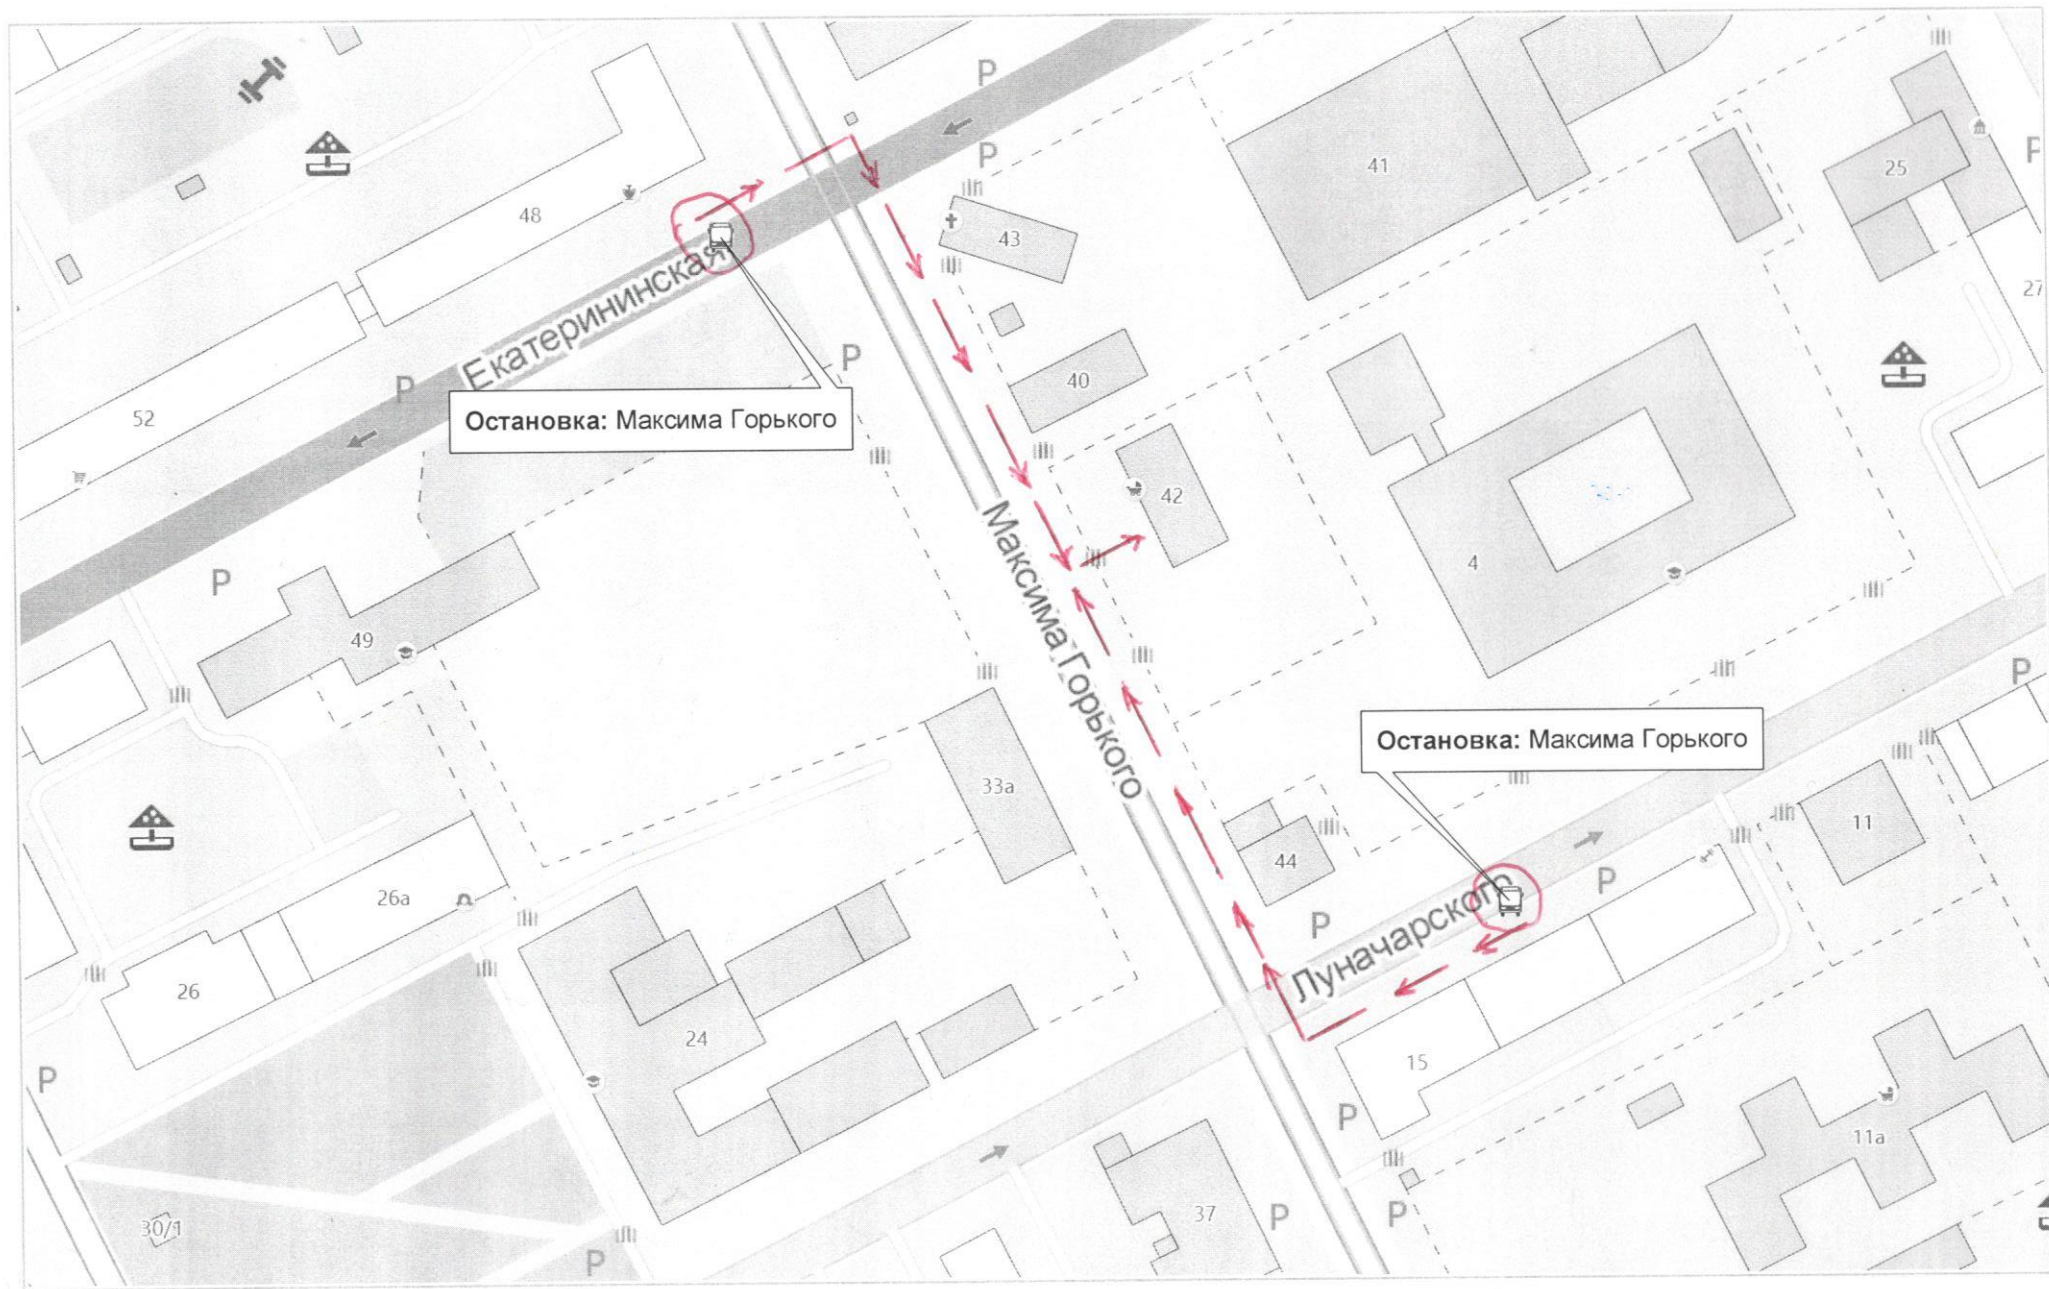 P
P
P
41
25
48
43
27
Екатерининская
P
P
40
52
Остановка: Максима Горького
42
4
P
49
Максима Горького
P
Остановка: Максима Горького
33а
11
44
P
26а
P
Луначарского
26
24
15
P
P
11а
37
P
P
30/1
P